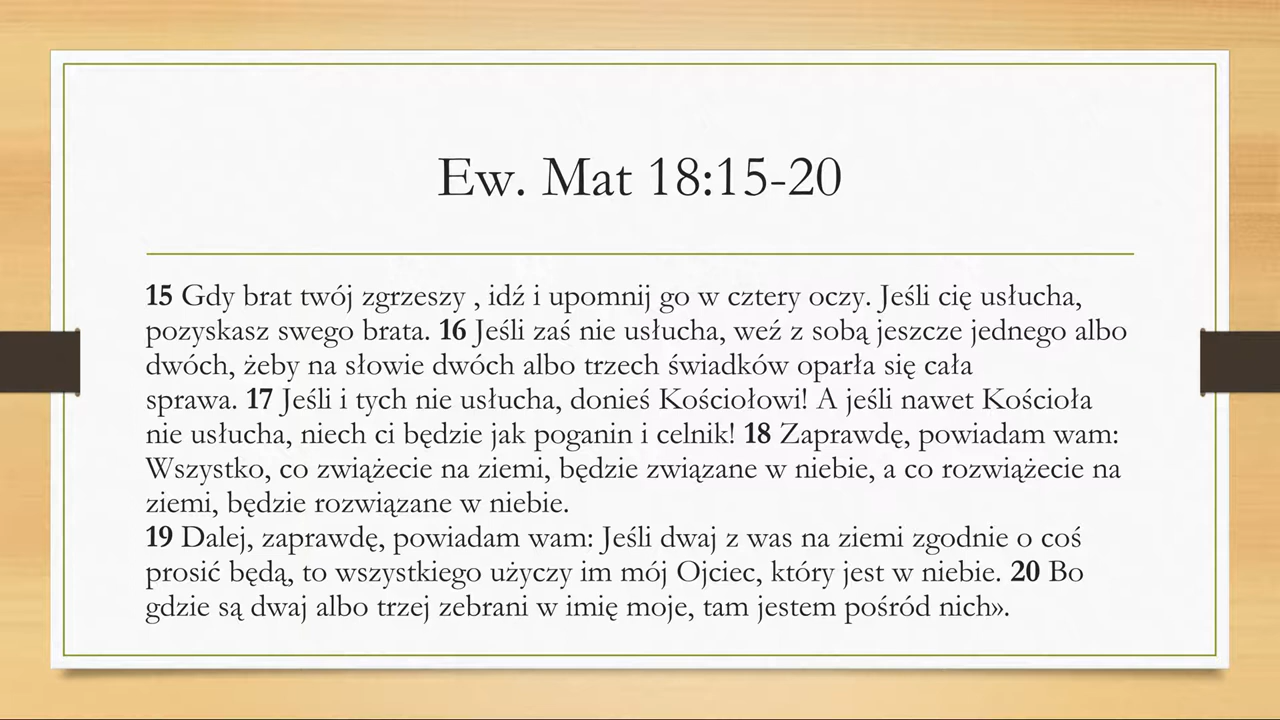 Ew. Mat 18:15-20
15 Gdy brat twój zgrzeszy , idź i upomnij go w cztery oczy. Jeśli cię usłucha,
pozyskasz swego brata. 16 Jeśli zaś nie usłucha, weź z sobą jeszcze jednego albo
dwóch, żeby na słowie dwóch albo trzech świadków oparła się cała
sprawa. 17 Jeśli i tych nie usłucha, donieś Kościołowi! A jeśli nawet Kościoła
nie usłucha, niech ci będzie jak poganin i celnik! 18 Zaprawdę, powiadam wam:
Wszystko, co zwiążecie na ziemi, będzie związane w niebie, a co rozwiążecie na
ziemi, będzie rozwiązane w niebie.
19 Dalej, zaprawdę, powiadam wam: Jeśli dwaj z was na ziemi zgodnie o coś
prosić będą, to wszystkiego użyczy im mój Ojciec, który jest w niebie. 20 Bo
gdzie są dwaj albo trzej zebrani w imię moje, tam jestem pośród nich».